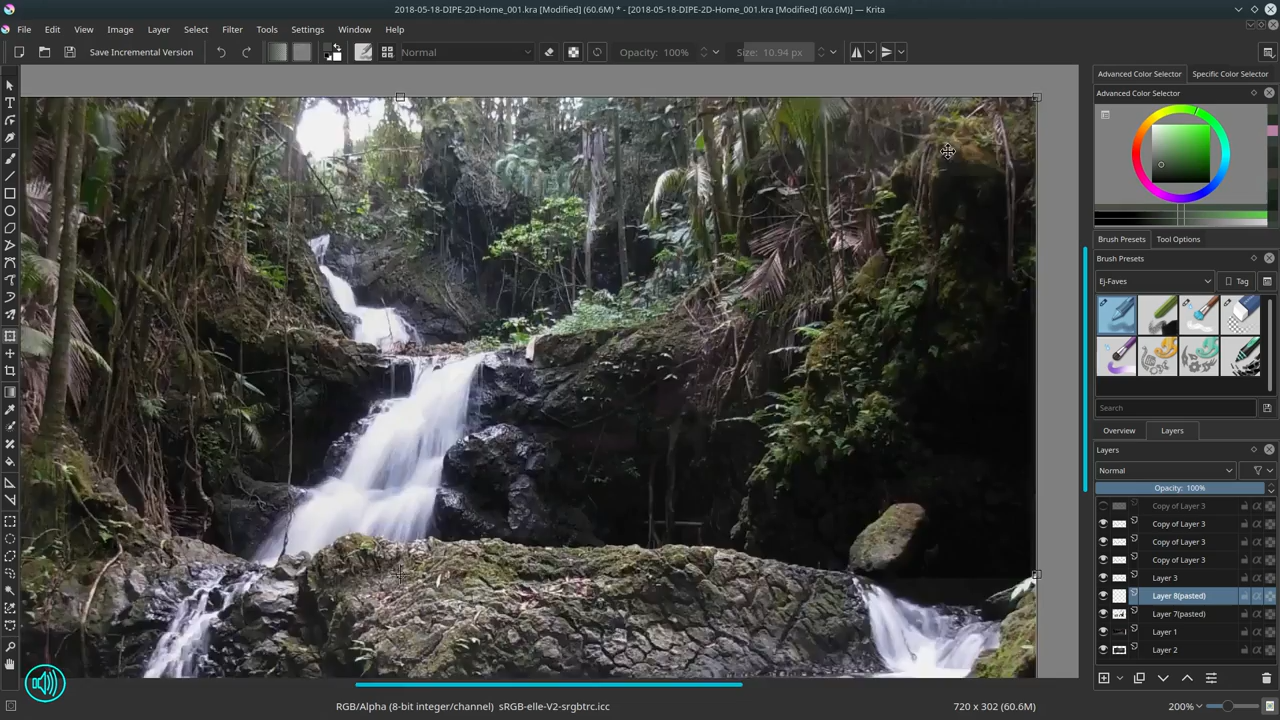 2018-05-18-DIPE-2D-Home_001.kra [Modified] (60.6M) * - [2018-05-18-DIPE-2D-Home_001.kra [Modified] (60.6M)] — Krita
File Edit View Image Layer Select Filter Tools Settings Window Help
Save Incremental Version Normal Opacity: 100% Size: 10.94 px
Advanced Color Selector Specific Color Selector
Advanced Color Selector
Brush Presets Tool Options
Brush Presets
Ej-Faves Tag
Search
Overview Layers
Layers
Normal
Opacity: 100%
Copy of Layer 3
Copy of Layer 3
Copy of Layer 3
Copy of Layer 3
Layer 3
Layer 8(pasted)
Layer 7(pasted)
Layer 1
Layer 2
RGB/Alpha (8-bit integer/channel) sRGB-elle-V2-srgbtrc.icc 720 x 302 (60.6M) 200%